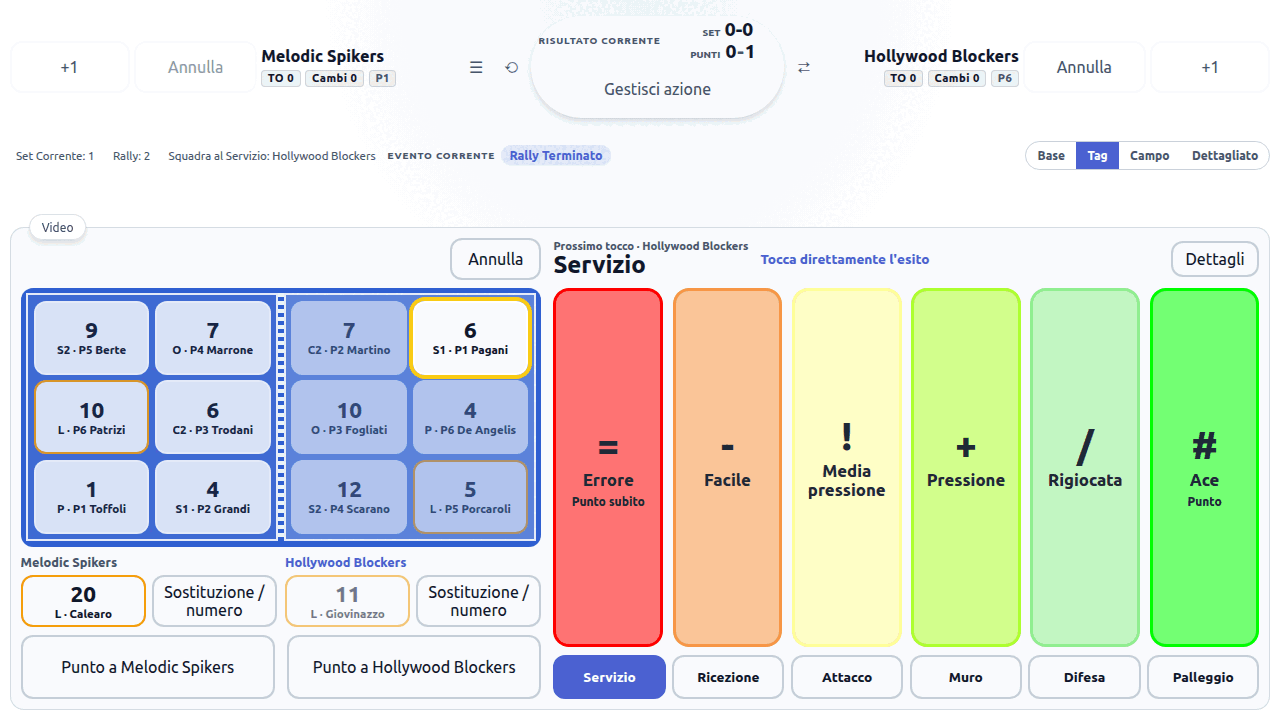 +1
Annulla
Melodic Spikers
TO 0
Cambi 0
P1
☰
RISULTATO CORRENTE
SET 0-0
PUNTI 0-1
Gestisci azione
Hollywood Blockers
TO 0
Cambi 0
P6
Annulla
+1
Set Corrente: 1
Rally: 2
Squadra al Servizio: Hollywood Blockers
EVENTO CORRENTE
Rally Terminato
Base
Tag
Campo
Dettagliato
Video
Annulla
Prossimo tocco · Hollywood Blockers
Servizio
Tocca direttamente l'esito
Dettagli
9
S2 · P5 Berte
7
O · P4 Marrone
7
C2 · P2 Martino
6
S1 · P1 Pagani
10
L · P6 Patrizi
6
C2 · P3 Trodani
10
O · P3 Fogliati
4
P · P6 De Angelis
1
P · P1 Toffoli
4
S1 · P2 Grandi
12
S2 · P4 Scarano
5
L · P5 Porcaroli
Melodic Spikers
Hollywood Blockers
20
L · Calearo
Sostituzione /
numero
11
L · Giovinazzo
Sostituzione /
numero
Punto a Melodic Spikers
Punto a Hollywood Blockers
=
Errore
Punto subito
-
Facile
!
Media
pressione
+
Pressione
/
Rigiocata
#
Ace
Punto
Servizio
Ricezione
Attacco
Muro
Difesa
Palleggio